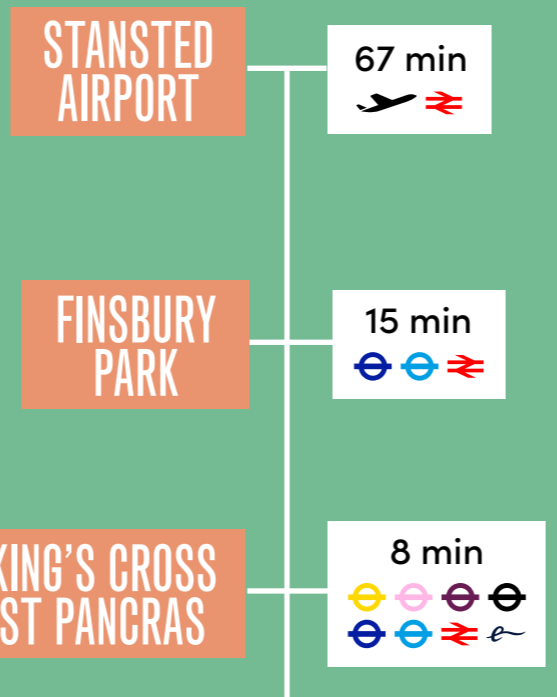 STANSTED
AIRPORT
67 min
FINSBURY
PARK
15 min
KING'S CROSS
ST PANCRAS
8 min
e